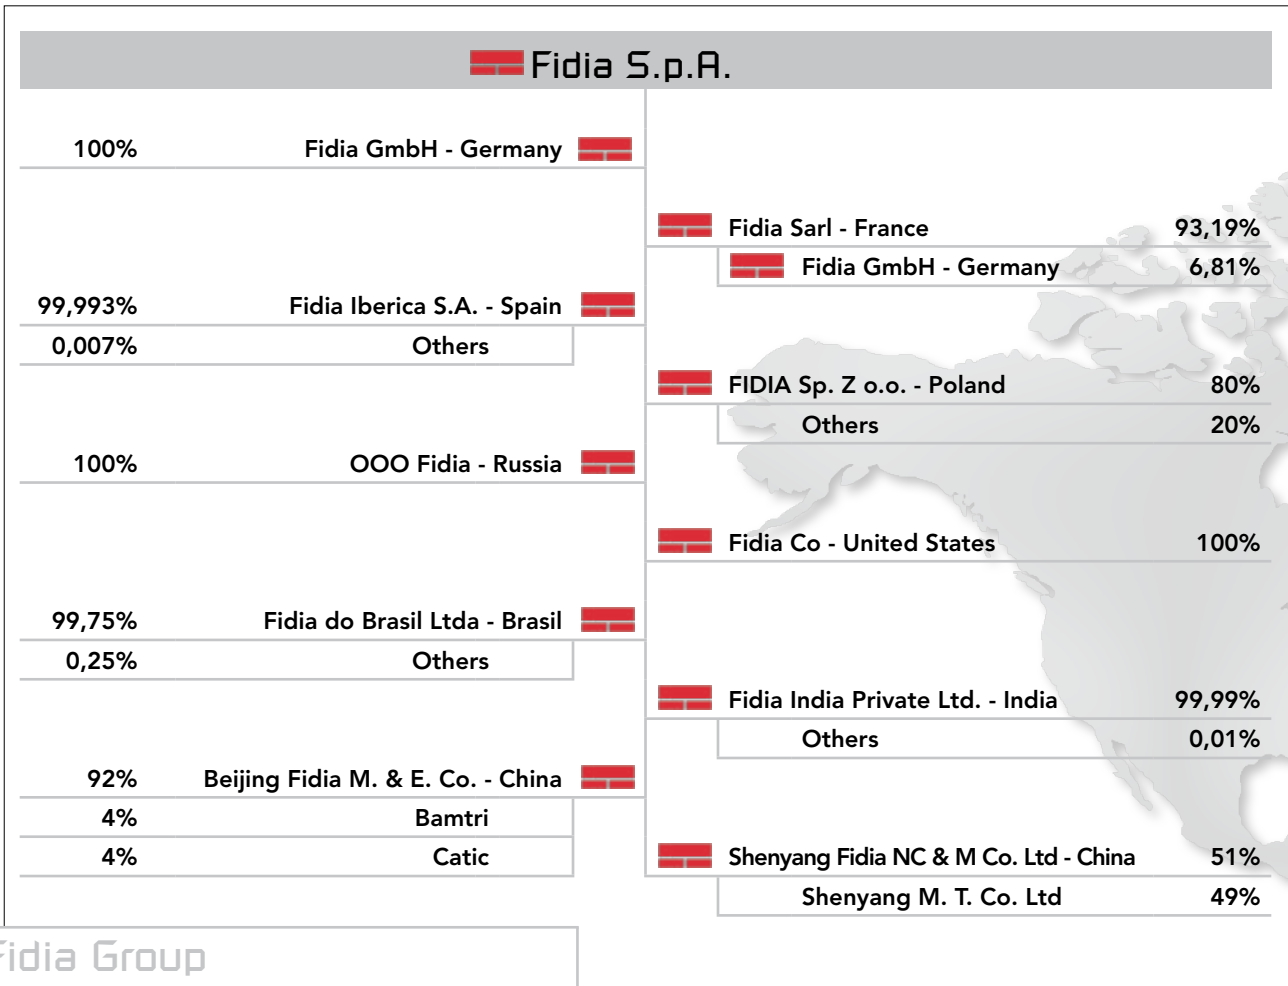 Fidia S.p.A.
100% Fidia GmbH - Germany
Fidia Sarl - France 93,19%
Fidia GmbH - Germany 6,81%
99,993% Fidia Iberica S.A. - Spain
0,007% Others
FIDIA Sp. Z o.o. - Poland 80%
Others 20%
100% OOO Fidia - Russia
Fidia Co - United States 100%
99,75% Fidia do Brasil Ltda - Brasil
0,25% Others
Fidia India Private Ltd. - India 99,99%
Others 0,01%
92% Beijing Fidia M. & E. Co. - China
4% Bamtri
4% Catic
Shenyang Fidia NC & M Co. Ltd - China 51%
Shenyang M. T. Co. Ltd 49%
Fidia Group